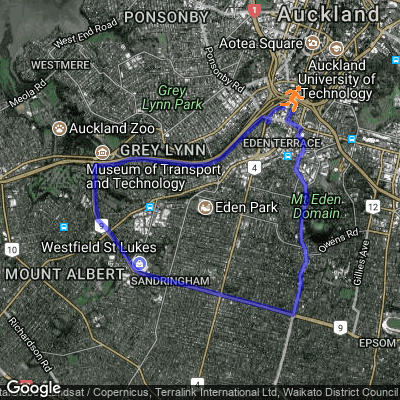 PONSONBY
1
Auckland
West End Road
Aotea Square
WESTMERE
Ponsonby Rd
Auckland
University of
Technology
Meola Rd
Grey
Lynn Park
Auckland Zoo
GREY LYNN
EDEN TERRACE
Museum of Transport
and Technology
4
Mt Eden
Domain
Eden Park
12
9
Owens Rd
Gillies Ave
10
Westfield St Lukes
MOUNT ALBERT
SANDRINGHAM
Richardson Rd
9
EPSOM
4
Google
dsat / Copernicus, Terralink International Ltd, Waikato District Council